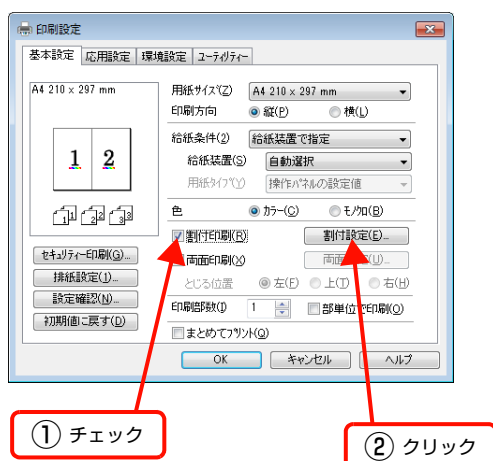 印刷設定
基本設定 応用設定 環境設定 ユーティリティー
A4 210 × 297 mm
1 2
1 1 2 2 3 3
セキュリティー印刷(G)...
排紙設定(1)...
設定確認(N)...
初期値に戻す(D)
用紙サイズ(Z) A4 210 × 297 mm
印刷方向 縦(P) 横(L)
給紙条件(2) 給紙装置で指定
給紙装置(S) 自動選択
用紙タイプ(Y) 操作パネルの設定値
色 カラー(C) モノクロ(B)
割付印刷(R) 割付設定(E)...
両面印刷(X) 両面設定(U)...
とじる位置 左(F) 上(T) 右(H)
印刷部数(I) 1 部単位で印刷(O)
まとめてプリント(Q)
OK キャンセル ヘルプ
① チェック
② クリック